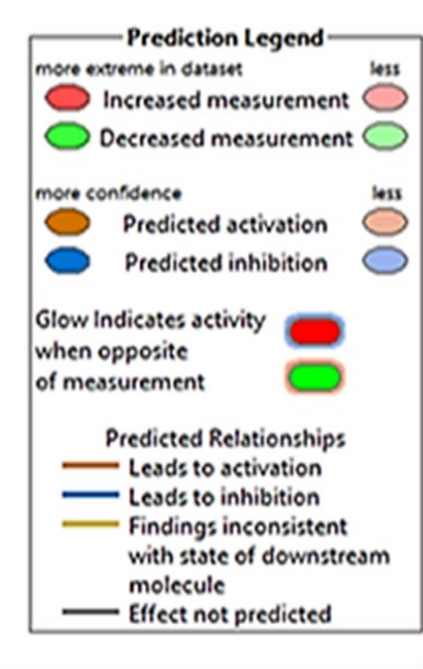 Prediction Legend
more extreme in dataset less
Increased measurement
Decreased measurement
more confidence less
Predicted activation
Predicted inhibition
Glow Indicates activity
when opposite
of measurement
Predicted Relationships
Leads to activation
Leads to inhibition
Findings inconsistent
with state of downstream
molecule
Effect not predicted